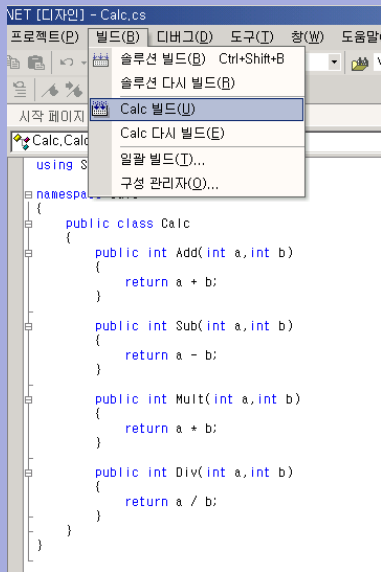 NET [디자인] - Calc.cs
프로젝트(P) 빌드(B) 디버그(D) 도구(T) 창(W) 도움말
솔루션 빌드(B) Ctrl+Shift+B
솔루션 다시 빌드(R)
시작 페이지
Calc 빌드(U)
Calc, Calc
Calc 다시 빌드(E)
일괄 빌드(T)...
구성 관리자(O)...
using S
namespace Calc
{
public class Calc
{
public int Add(int a,int b)
{
return a + b;
}
public int Sub(int a,int b)
{
return a - b;
}
public int Mult(int a,int b)
{
return a * b;
}
public int Div(int a,int b)
{
return a / b;
}
}
}